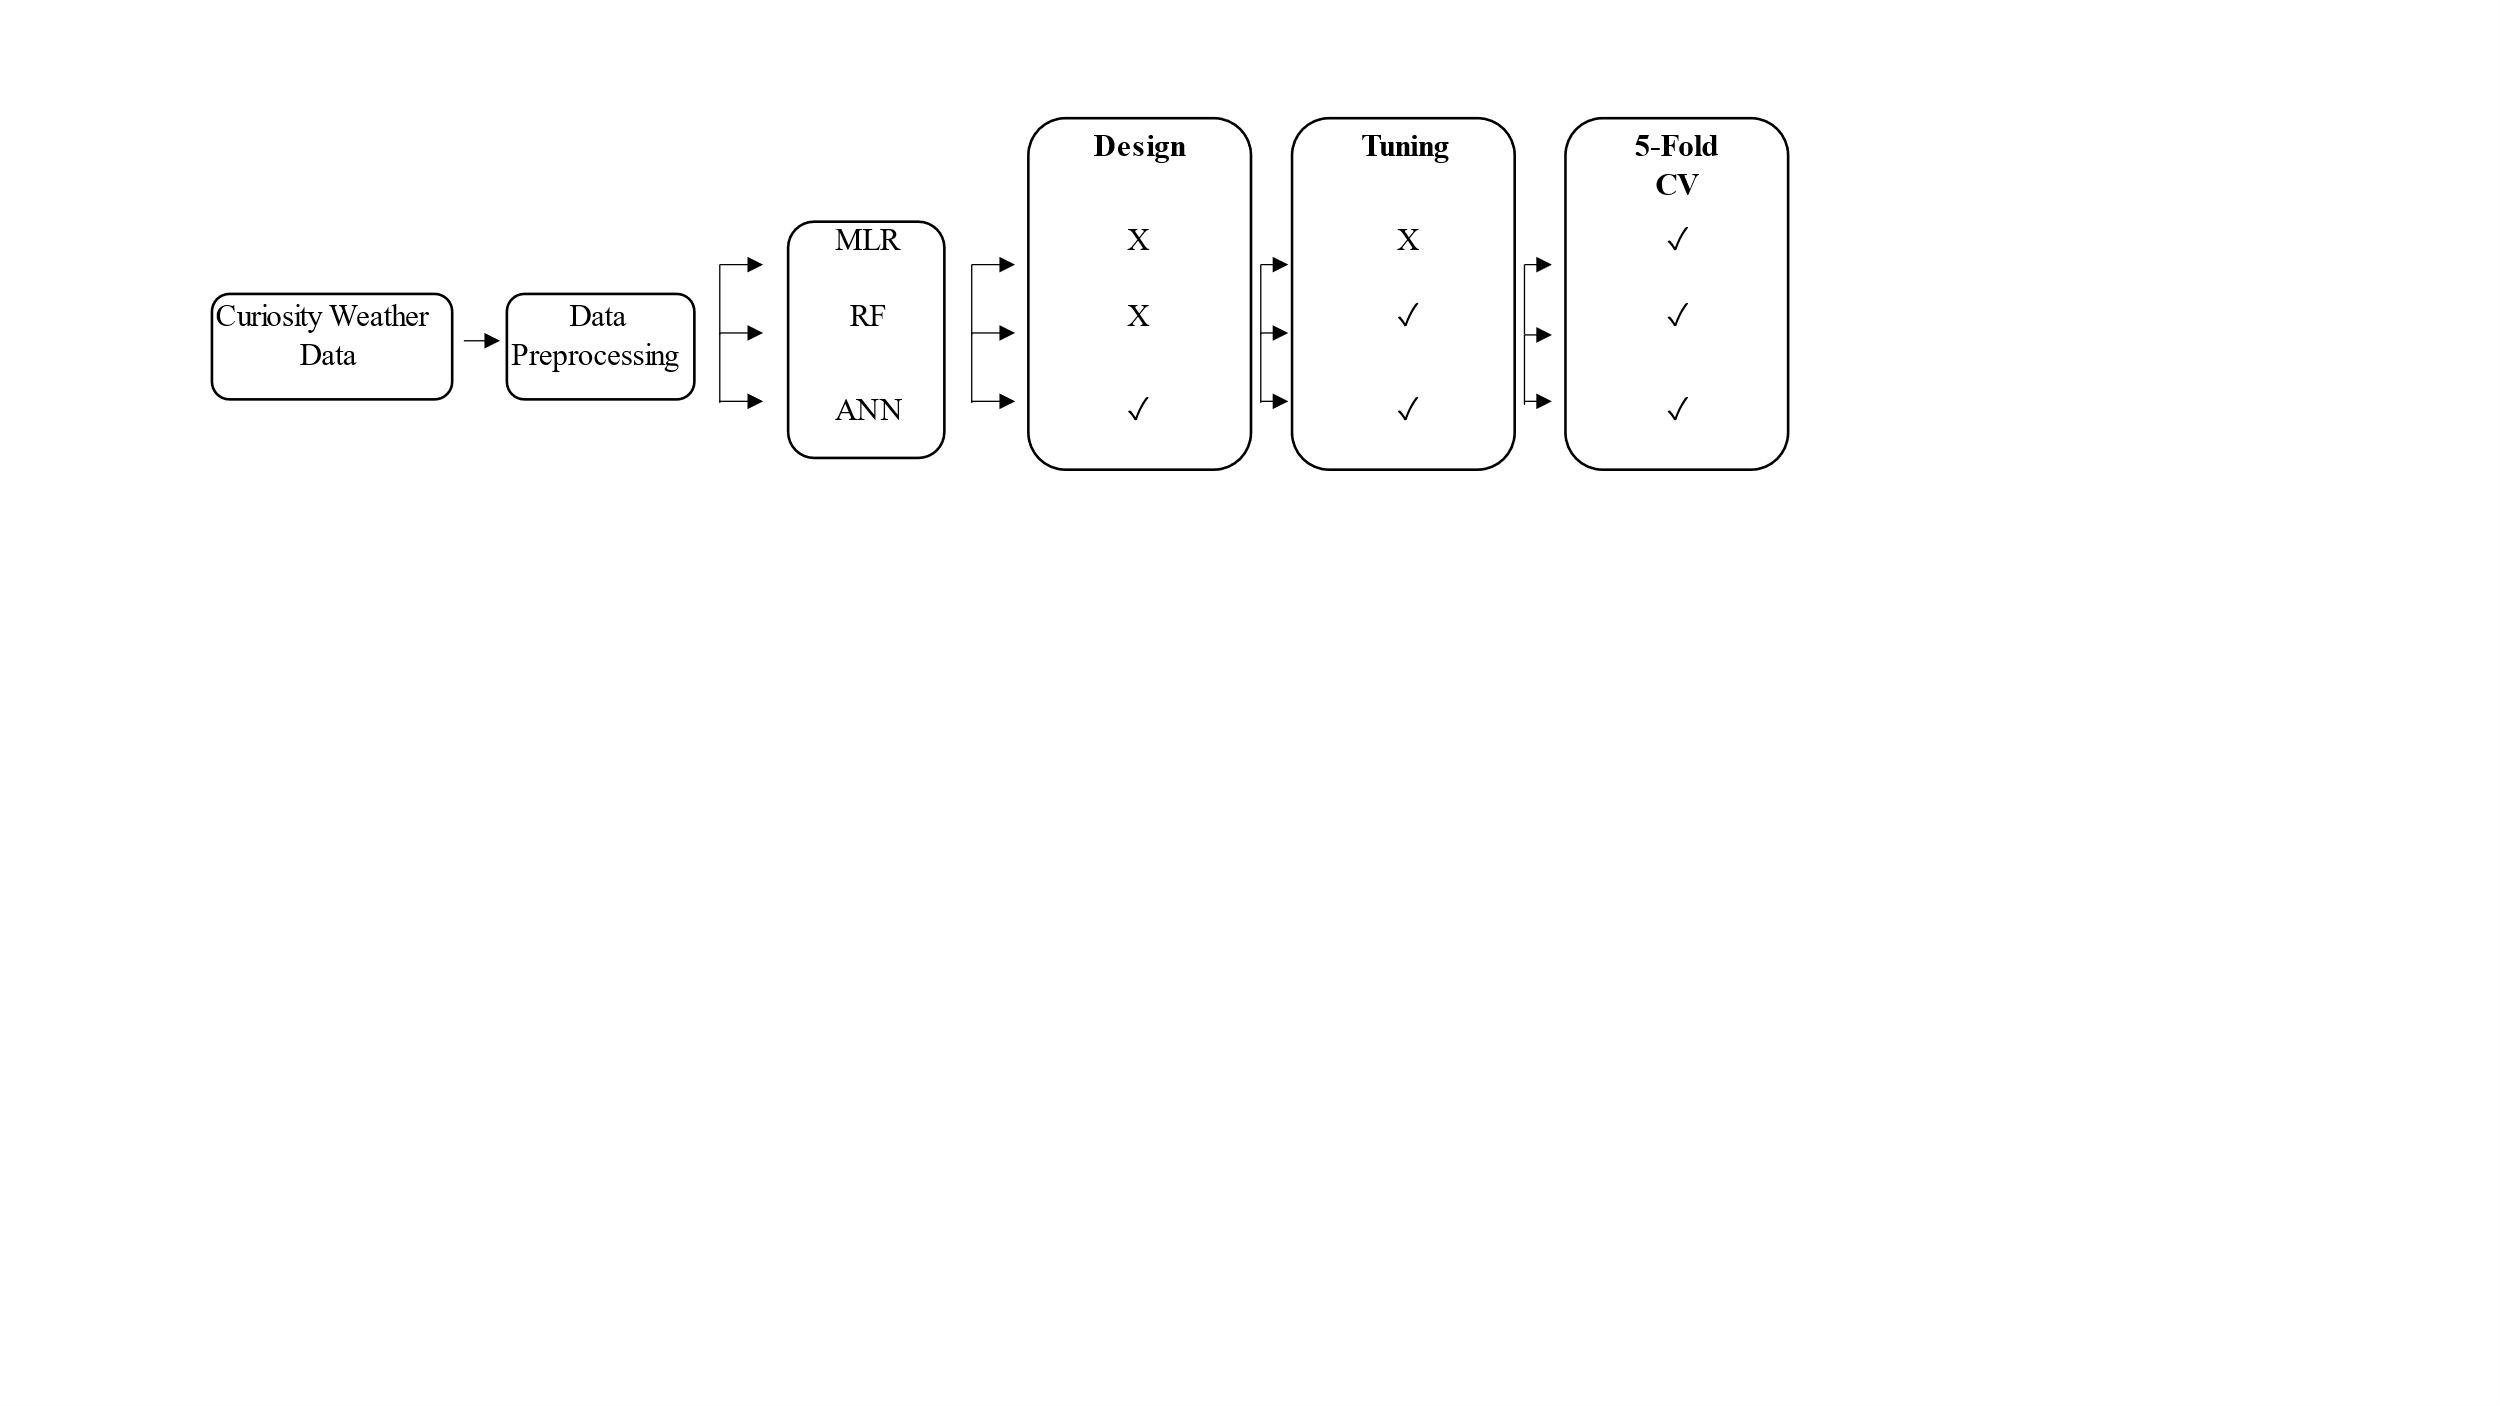 Curiosity Weather
Data
Data
Preprocessing
MLR
RF
ANN
Design
X
X
✓
Tuning
X
✓
✓
5-Fold
CV
✓
✓
✓